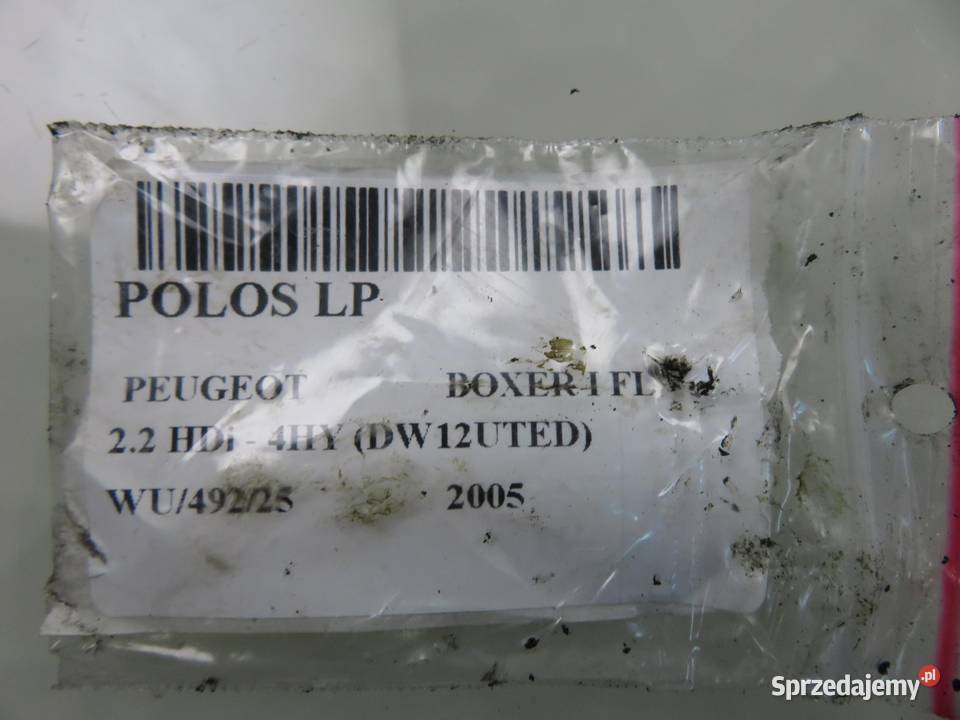 POLOS LP
PEUGEOT BOXER I FL
2.2 HDi - 4HY (DW12UTED)
WU/492/25 2005
Sprzedajemy.pl